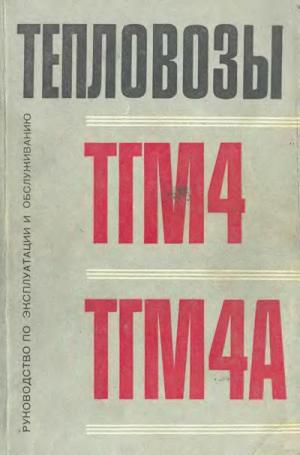 ТЕПЛОВОЗЫ
РУКОВОДСТВО ПО ЭКСПЛУАТАЦИИ И ОБСЛУЖИВАНИЮ
ТГМ4
ТГМ4А